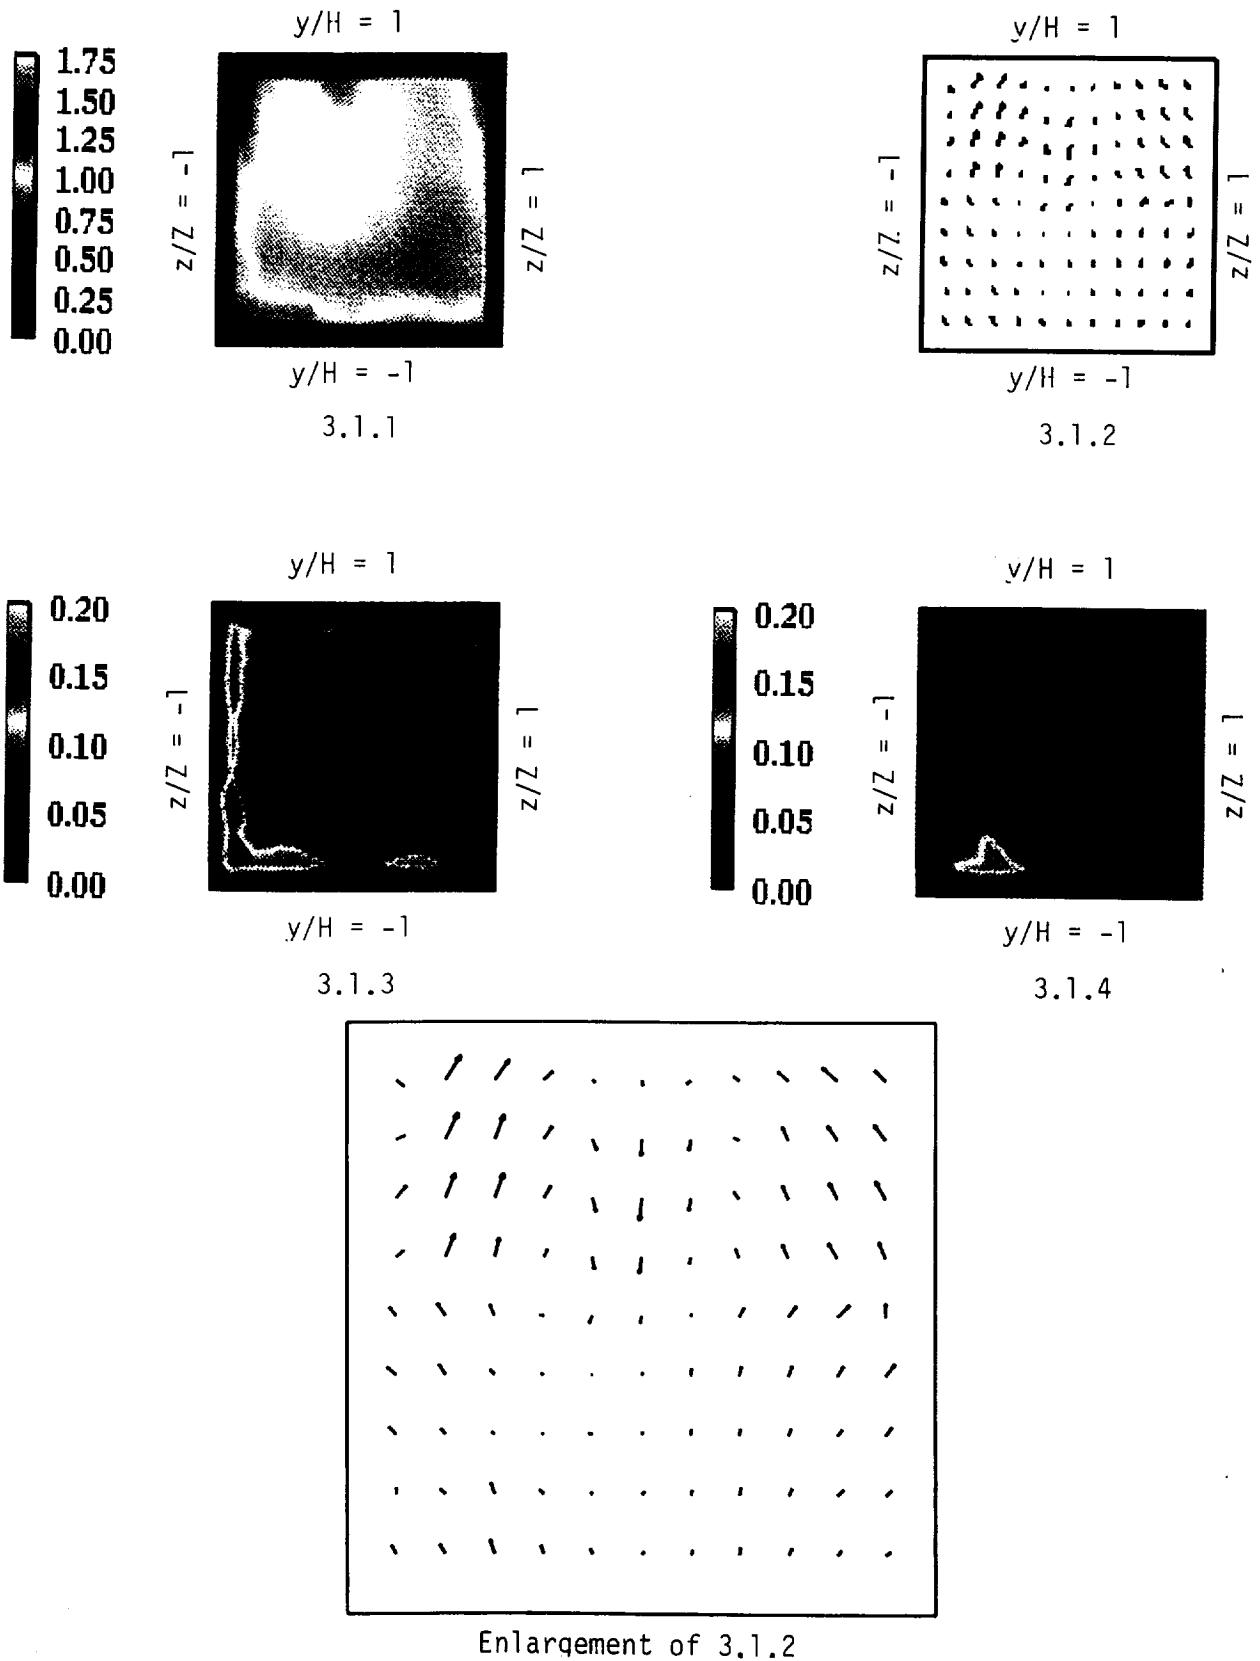 y/H = 1
1.75
1.50
1.25
1.00
0.75
0.50
0.25
0.00
z/Z = -1
z/Z = 1
y/H = -1
3.1.1
y/H = 1
z/Z = -1
z/Z = 1
y/H = -1
3.1.2
y/H = 1
0.20
0.15
0.10
0.05
0.00
z/Z = -1
z/Z = 1
y/H = -1
3.1.3
y/H = 1
0.20
0.15
0.10
0.05
0.00
z/Z = -1
z/Z = 1
y/H = -1
3.1.4
Enlargement of 3.1.2